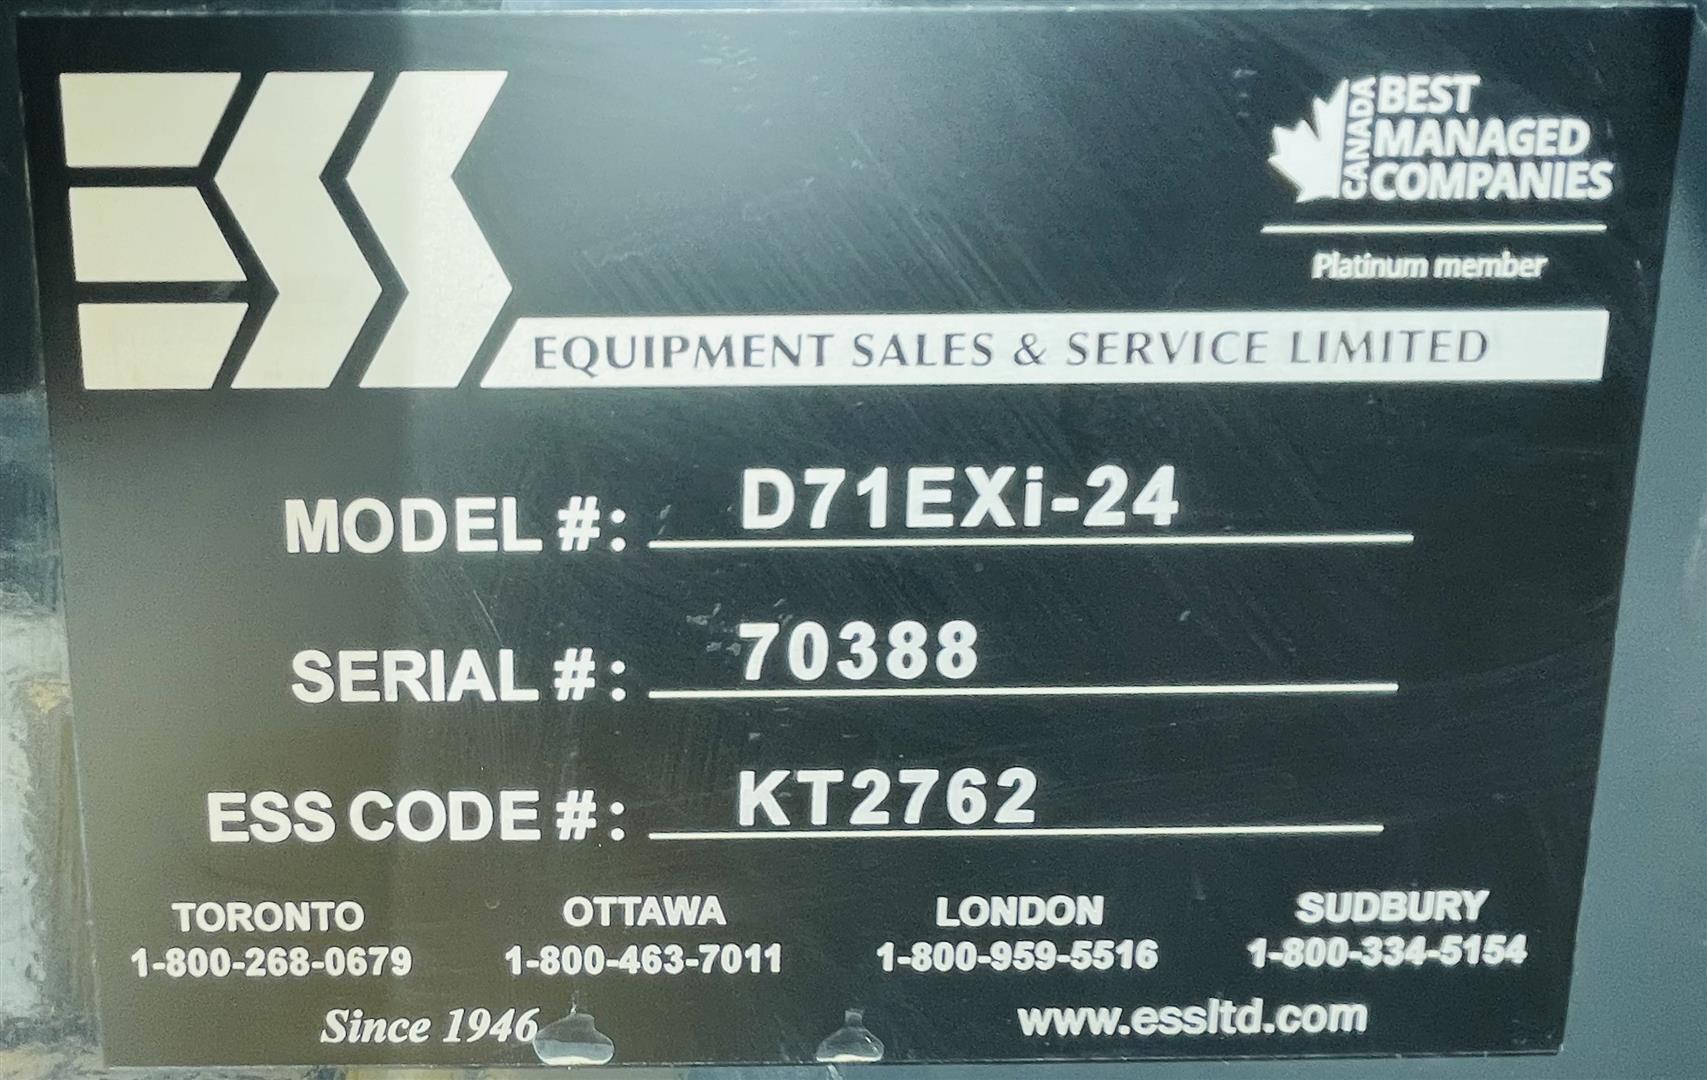 ESS
CANADA
BEST
MANAGED
COMPANIES
Platinum member
EQUIPMENT SALES & SERVICE LIMITED
MODEL #: D71EXi-24
SERIAL #: 70388
ESS CODE #: KT2762
TORONTO OTTAWA LONDON SUDBURY
1-800-268-0679 1-800-463-7011 1-800-959-5516 1-800-334-5154
Since 1946 www.essltd.com